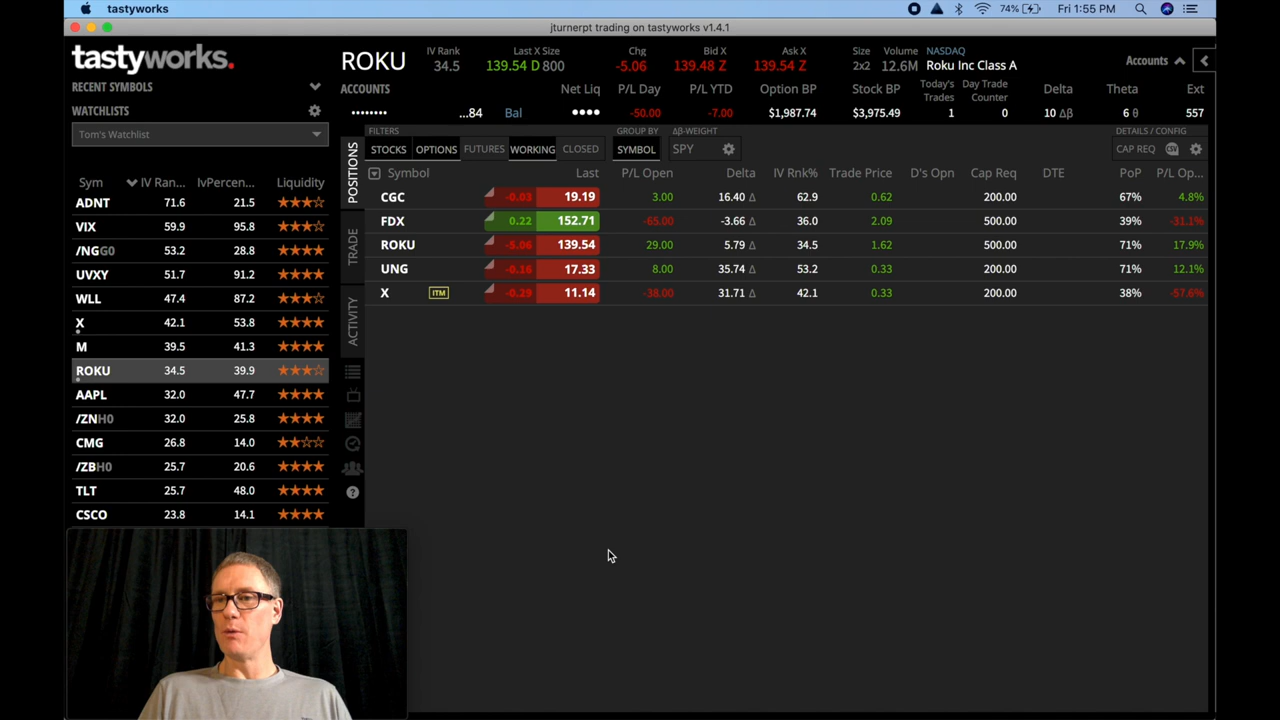 tastyworks
74%
Fri 1:55 PM
jturnerpt trading on tastyworks v1.4.1
tastyworks.
ROKU
IV Rank
34.5
Last X Size
139.54 D 800
Chg
-5.06
Bid X
139.48 Z
Ask X
139.54 Z
Size
2x2
Volume
12.6M
NASDAQ
Roku Inc Class A
Accounts
RECENT SYMBOLS
WATCHLISTS
Tom's Watchlist
ACCOUNTS Net Liq P/L Day P/L YTD Option BP Stock BP Today's Trades Day Trade Counter Delta Theta Ext
•••••••• ...84 Bal •••• -50.00 -7.00 $1,987.74 $3,975.49 1 0 10 Δβ 6 θ 557
FILTERS GROUP BY Δβ-WEIGHT DETAILS / CONFIG
STOCKS OPTIONS FUTURES WORKING CLOSED SYMBOL SPY CAP REQ CSV
POSITIONS
TRADE
ACTIVITY
Symbol Last P/L Open Delta IV Rnk% Trade Price D's Opn Cap Req DTE PoP P/L Op...
CGC -0.03 19.19 3.00 16.40 Δ 62.9 0.62 200.00 67% 4.8%
FDX 0.22 152.71 -65.00 -3.66 Δ 36.0 2.09 500.00 39% -31.1%
ROKU -5.06 139.54 29.00 5.79 Δ 34.5 1.62 500.00 71% 17.9%
UNG -0.16 17.33 8.00 35.74 Δ 53.2 0.33 200.00 71% 12.1%
X ITM -0.29 11.14 -38.00 31.71 Δ 42.1 0.33 200.00 38% -57.6%
Sym IV Ran... IvPercen... Liquidity
ADNT 71.6 21.5
VIX 59.9 95.8
/NGG0 53.2 28.8
UVXY 51.7 91.2
WLL 47.4 87.2
X 42.1 53.8
M 39.5 41.3
ROKU 34.5 39.9
AAPL 32.0 47.7
/ZNH0 32.0 25.8
CMG 26.8 14.0
/ZBH0 25.7 20.6
TLT 25.7 48.0
CSCO 23.8 14.1